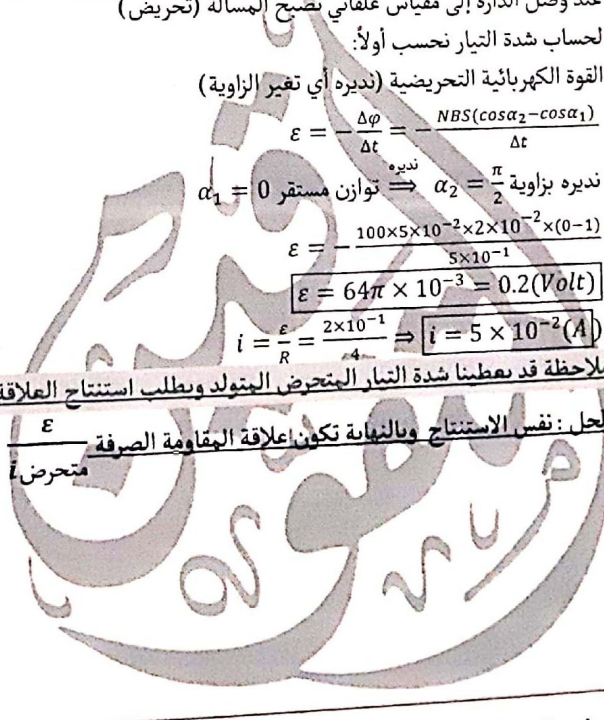 عند وصل الدارة إلى مقياس غلفاني تصبح المسألة (تحريض)
لحساب شدة التيار نحسب أولاً:
القوة الكهربائية التحريضية (نديره أي تغير الزاوية)
ε = −Δφ/Δt = −NBS(cosα₂−cosα₁)/Δt
نديره بزاوية α₂ = π/2 ⟸نديره توازن مستقر α₁ = 0
ε = −100×5×10⁻²×2×10⁻²×(0−1)/5×10⁻¹
ε = 64π × 10⁻³ = 0.2(Volt)
i = ε/R = 2×10⁻¹/4 ⇒ i = 5 × 10⁻²(A)
ملاحظة قد يعطينا شدة التيار المتحرض المتولد ويطلب استنتاج العلاقة
لحل : نفس الاستنتاج وبالنهاية تكون علاقة المقاومة الصرفة ε/i متحرض